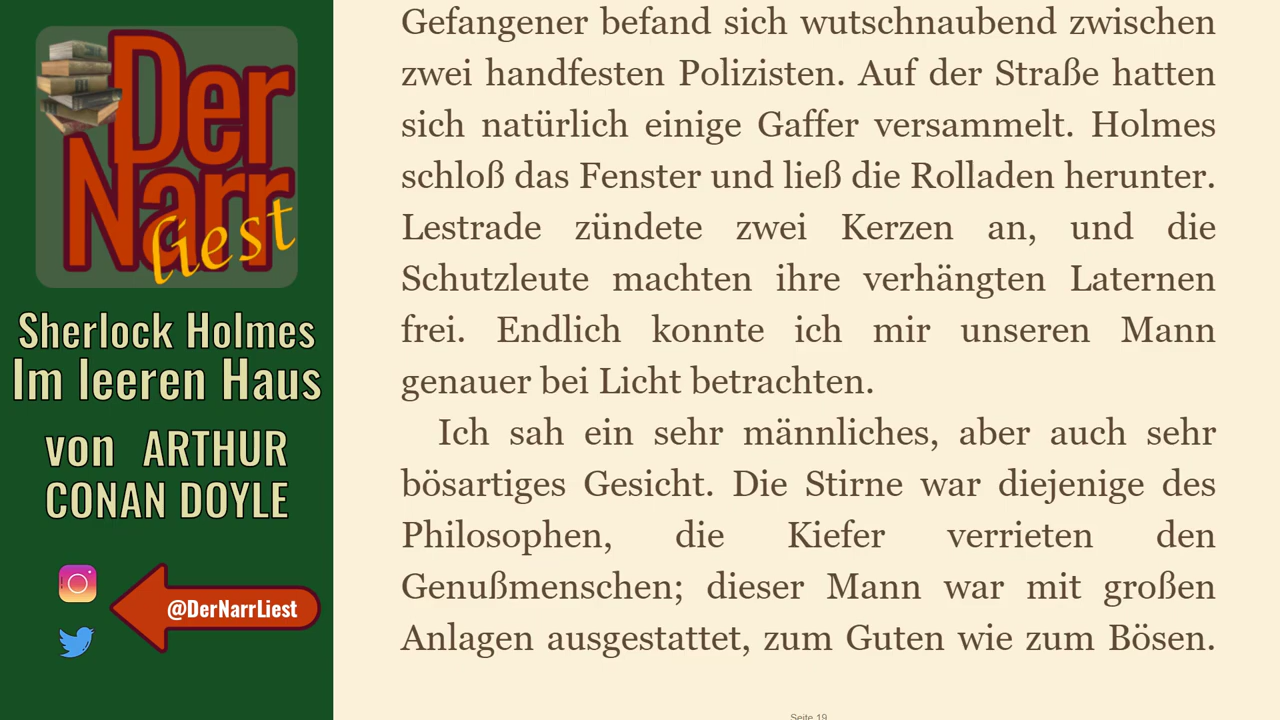 Der
Narr
liest
Sherlock Holmes
Im leeren Haus
von ARTHUR
CONAN DOYLE
@DerNarrLiest
Gefangener befand sich wutschnaubend zwischen
zwei handfesten Polizisten. Auf der Straße hatten
sich natürlich einige Gaffer versammelt. Holmes
schloß das Fenster und ließ die Rolladen herunter.
Lestrade zündete zwei Kerzen an, und die
Schutzleute machten ihre verhängten Laternen
frei. Endlich konnte ich mir unseren Mann
genauer bei Licht betrachten.
Ich sah ein sehr männliches, aber auch sehr
bösartiges Gesicht. Die Stirne war diejenige des
Philosophen, die Kiefer verrieten den
Genußmenschen; dieser Mann war mit großen
Anlagen ausgestattet, zum Guten wie zum Bösen.
Seite 19